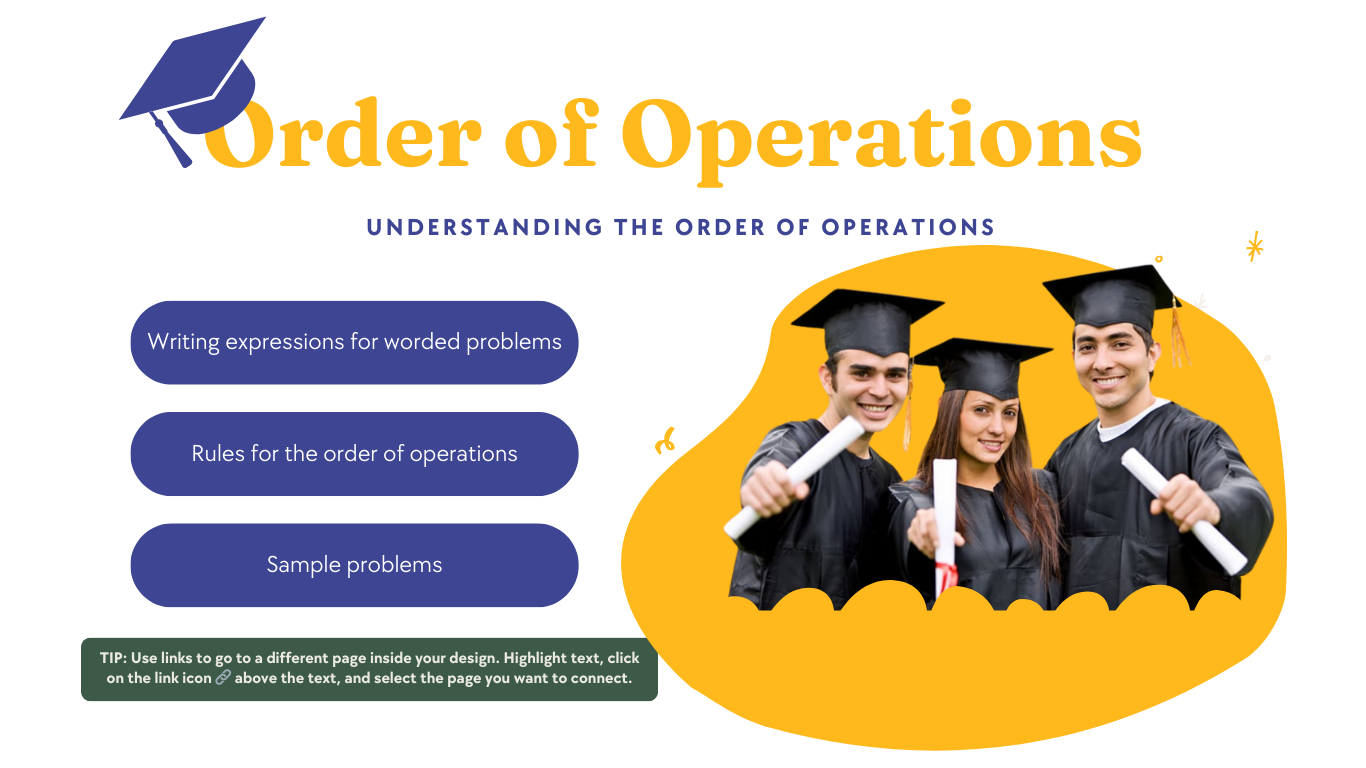 Order of Operations
UNDERSTANDING THE ORDER OF OPERATIONS
Writing expressions for worded problems
Rules for the order of operations
Sample problems
TIP: Use links to go to a different page inside your design. Highlight text, click
on the link icon 🔗 above the text, and select the page you want to connect.